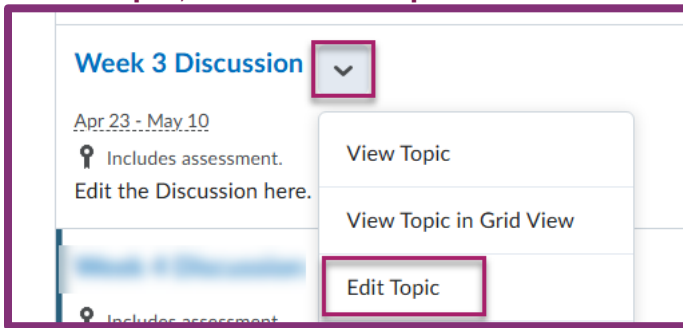 Week 3 Discussion
Apr 23 - May 10
Includes assessment.
Edit the Discussion here.
View Topic
View Topic in Grid View
Edit Topic
Includes assessment